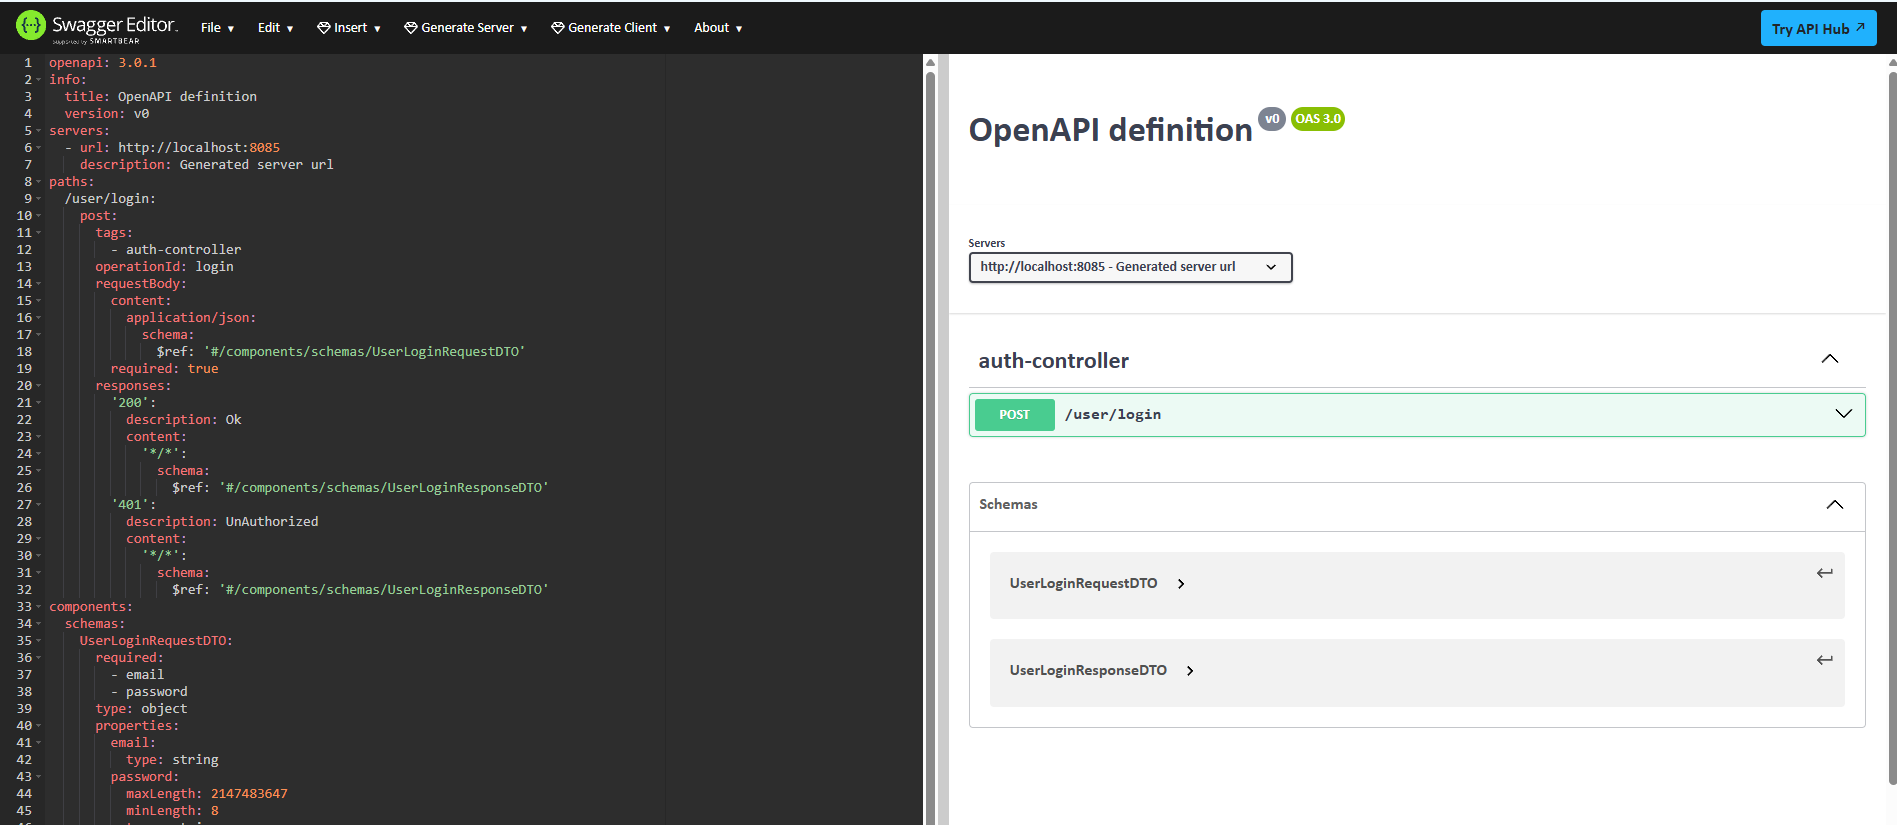 Swagger Editor.
Supported by SMARTBEAR
File
Edit
Insert
Generate Server
Generate Client
About
Try API Hub
1 openapi: 3.0.1
2 info:
3 title: OpenAPI definition
4 version: v0
5 servers:
6 - url: http://localhost:8085
7 description: Generated server url
8 paths:
9 /user/login:
10 post:
11 tags:
12 - auth-controller
13 operationId: login
14 requestBody:
15 content:
16 application/json:
17 schema:
18 $ref: '#/components/schemas/UserLoginRequestDTO'
19 required: true
20 responses:
21 '200':
22 description: Ok
23 content:
24 '*/*':
25 schema:
26 $ref: '#/components/schemas/UserLoginResponseDTO'
27 '401':
28 description: UnAuthorized
29 content:
30 '*/*':
31 schema:
32 $ref: '#/components/schemas/UserLoginResponseDTO'
33 components:
34 schemas:
35 UserLoginRequestDTO:
36 required:
37 - email
38 - password
39 type: object
40 properties:
41 email:
42 type: string
43 password:
44 maxLength: 2147483647
45 minLength: 8
OpenAPI definition v0 OAS 3.0
Servers
http://localhost:8085 - Generated server url
auth-controller
POST /user/login
Schemas
UserLoginRequestDTO
UserLoginResponseDTO